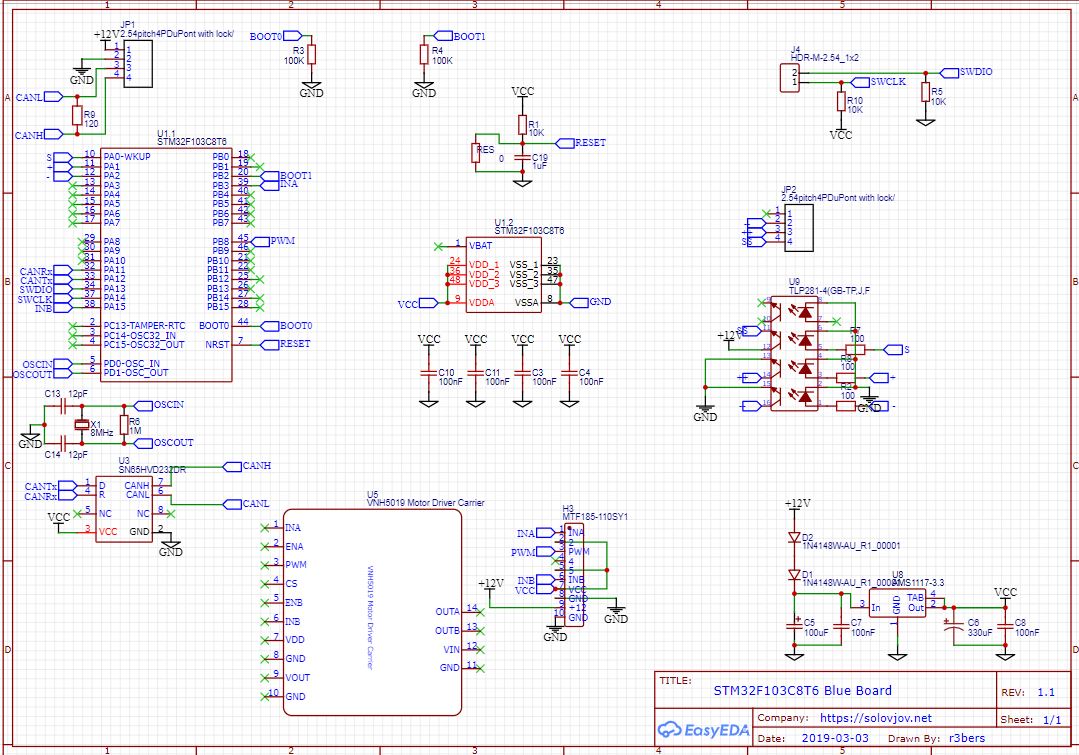 1 2 3 4 5
JP1
+12V 2.54pitch4PDuPont with lock/
1
2
3
4
GND
CANL
R9
120
CANH
BOOT0
R3
100K
GND
BOOT1
R4
100K
GND
J4
HDR-M-2.54_1x2
2
1
SWDIO
SWCLK
R10
10K
R5
10K
VCC
VCC
R1
10K
RESET
RES
0
C19
1uF
U1.1
STM32F103C8T6
S 10 PA0-WKUP PB0 18
+ 11 PA1 PB1 19
- 12 PA2 PB2 20 BOOT1
13 PA3 PB3 39 INA
14 PA4 PB4 40
15 PA5 PB5 41
16 PA6 PB6 42
17 PA7 PB7 43
29 PA8 PB8 45 PWM
30 PA9 PB9 46
31 PA10 PB10 21
CANRx 32 PA11 PB11 22
CANTx 33 PA12 PB12 25
SWDIO 34 PA13 PB13 26
SWCLK 37 PA14 PB14 27
INB 38 PA15 PB15 28
2 PC13-TAMPER-RTC BOOT0 44 BOOT0
3 PC14-OSC32_IN
4 PC15-OSC32_OUT NRST 7 RESET
OSCIN 5 PD0-OSC_IN
OSCOUT 6 PD1-OSC_OUT
U1.2
STM32F103C8T6
1 VBAT
24 VDD_1 VSS_1 23
36 VDD_2 VSS_2 35
48 VDD_3 VSS_3 47
VCC 9 VDDA VSSA 8 GND
JP2
2.54pitch4PDuPont with lock/
1
2
3
4
SS
U9
TLP281-4(GB-TP,J,F
+12V
SS
GND
R7
100
S
R8
100
+
R2
100
GND
-
VCC VCC VCC VCC
C10
100nF
C11
100nF
C3
100nF
C4
100nF
C13 12pF
OSCIN
X1
8MHz
R6
1M
GND
C14 12pF
OSCOUT
U3
SN65HVD232DR
CANH
CANTx 1 D CANH 7
CANRx 4 R CANL 6
CANL
5 NC NC 8
VCC 3 VCC GND 2
GND
U5
VNH5019 Motor Driver Carrier
1 INA
2 ENA
3 PWM
4 CS
5 ENB
6 INB
7 VDD
8 GND
9 VOUT
10 GND
VNH5019 Motor Driver Carrier
OUTA 14
OUTB 13
VIN 12
GND 11
H3
MTF185-110SY1
INA 1 INA
2
PWM 3 PWM
4
5
INB 6 INB
VCC 7 VCC
8 GND
+12V 9 +12
10 GND
GND
GND
+12V
D2
1N4148W-AU_R1_00001
D1
1N4148W-AU_R1_00001
U8
AMS1117-3.3
3 In GND TAB 4
Out 2
1
VCC
C5
100uF
C7
100nF
C6
330uF
C8
100nF
A
B
C
D
TITLE:
STM32F103C8T6 Blue Board
REV: 1.1
EasyEDA
Company: https://solovjov.net
Sheet: 1/1
Date: 2019-03-03 Drawn By: r3bers
1 2 3 4 5